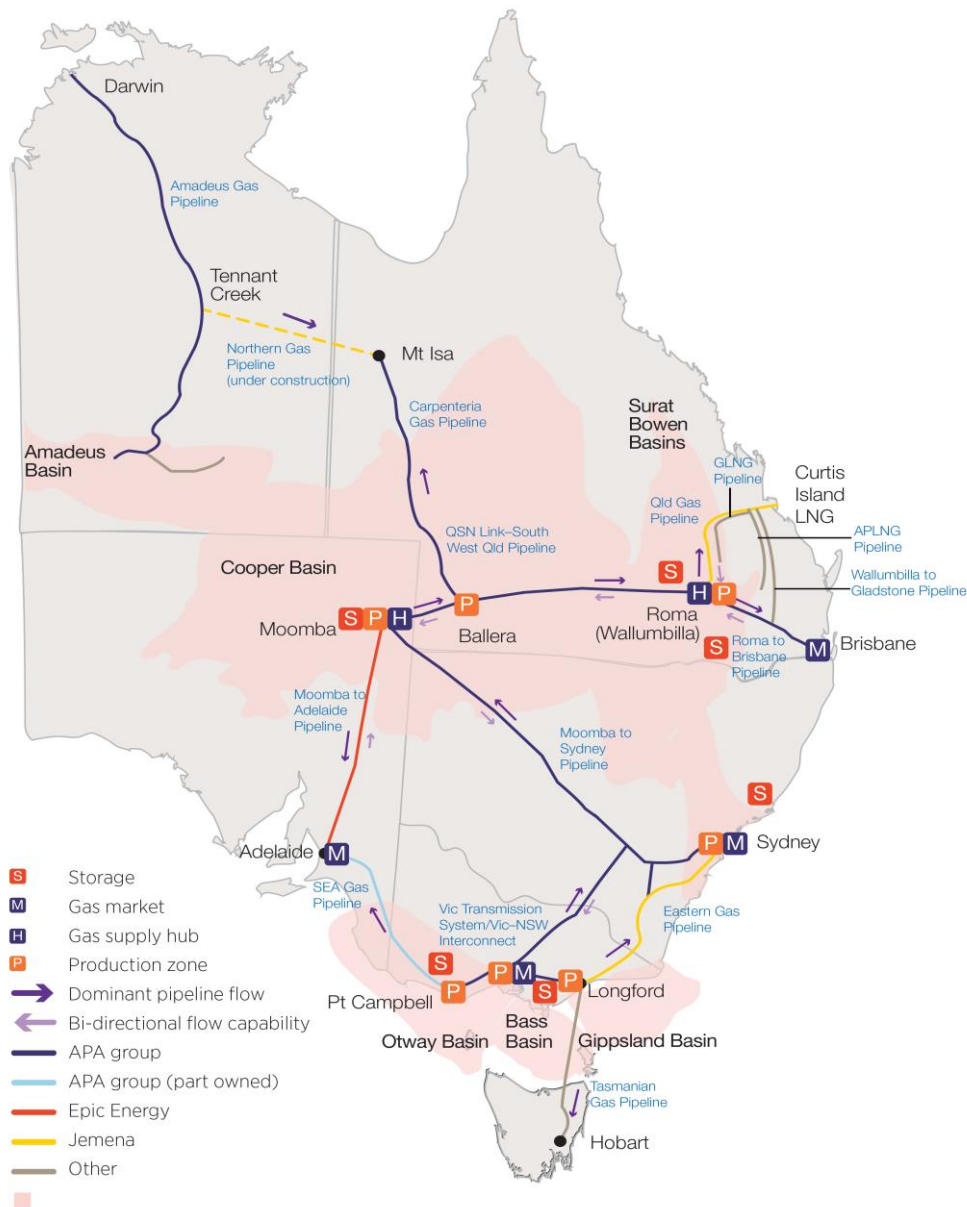 Darwin
Amadeus Gas
Pipeline
Tennant
Creek
Northern Gas
Pipeline
(under construction)
Mt Isa
Carpenteria
Gas Pipeline
Surat
Bowen
Basins
Amadeus
Basin
GLNG
Pipeline
Curtis
Island
LNG
Qld Gas
Pipeline
APLNG
Pipeline
QSN Link–South
West Qld Pipeline
Cooper Basin
Wallumbilla to
Gladstone Pipeline
S
H
P
S
P
H
P
Moomba
Ballera
Roma
(Wallumbilla)
S
Roma to
Brisbane
Pipeline
M
Brisbane
Moomba to
Adelaide
Pipeline
Moomba to
Sydney
Pipeline
S
P
M
Sydney
Adelaide
M
SEA Gas
Pipeline
Vic Transmission
System/Vic–NSW
Interconnect
Eastern Gas
Pipeline
S
P
P
M
S
P
Longford
Pt Campbell
Otway Basin
Bass
Basin
Gippsland Basin
Tasmanian
Gas Pipeline
Hobart
S Storage
M Gas market
H Gas supply hub
P Production zone
Dominant pipeline flow
Bi-directional flow capability
APA group
APA group (part owned)
Epic Energy
Jemena
Other